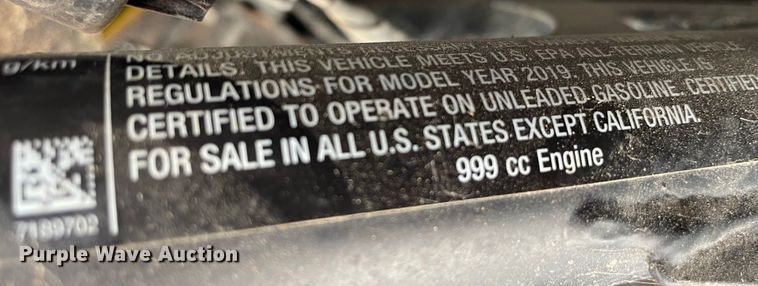 g/km
DETAILS. THIS VEHICLE MEETS U.S. EPA ALL-TERRAIN VEHICLE
REGULATIONS FOR MODEL YEAR 2019. THIS VEHICLE IS
CERTIFIED TO OPERATE ON UNLEADED GASOLINE. CERTIFIED
FOR SALE IN ALL U.S. STATES EXCEPT CALIFORNIA.
999 cc Engine
7189702
Purple Wave Auction